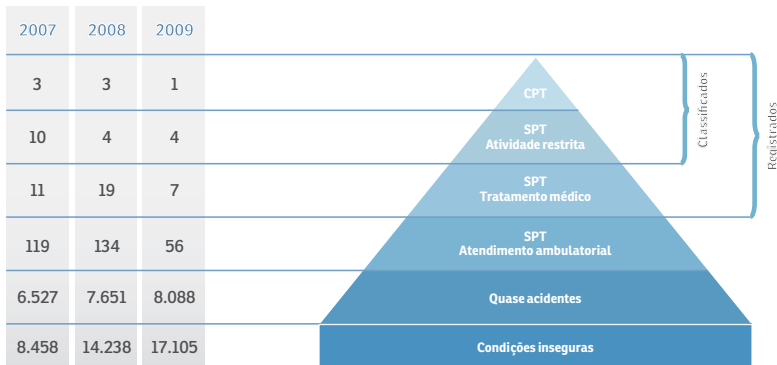 2007 2008 2009
3 3 1
CPT
10 4 4
SPT
Atividade restrita
11 19 7
SPT
Tratamento médico
119 134 56
SPT
Atendimento ambulatorial
6.527 7.651 8.088
Quase acidentes
8.458 14.238 17.105
Condições inseguras
Classificados
Registrados